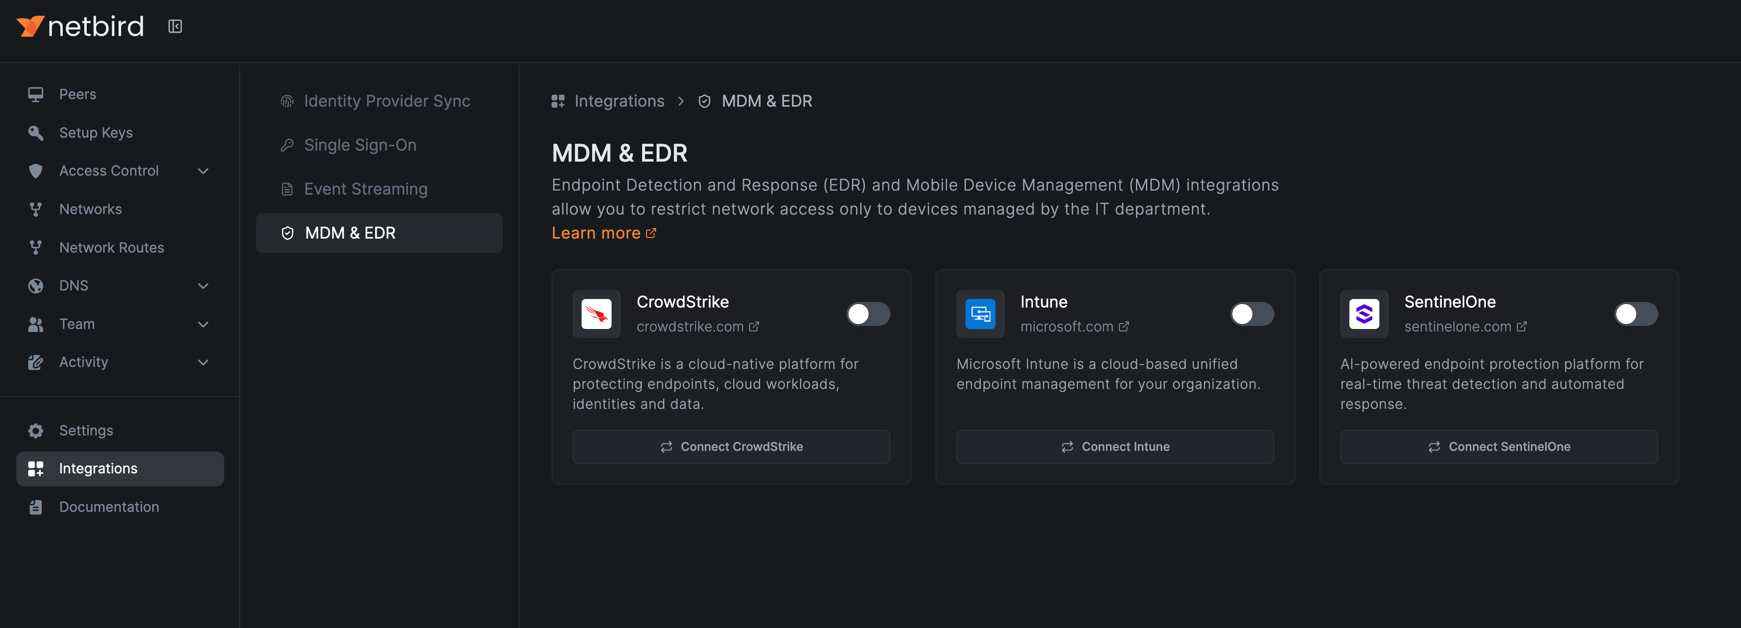 netbird
Peers
Setup Keys
Access Control
Networks
Network Routes
DNS
Team
Activity
Settings
Integrations
Documentation
Identity Provider Sync
Single Sign-On
Event Streaming
MDM & EDR
Integrations > MDM & EDR
MDM & EDR
Endpoint Detection and Response (EDR) and Mobile Device Management (MDM) integrations
allow you to restrict network access only to devices managed by the IT department.
Learn more
CrowdStrike
crowdstrike.com
CrowdStrike is a cloud-native platform for
protecting endpoints, cloud workloads,
identities and data.
Connect CrowdStrike
Intune
microsoft.com
Microsoft Intune is a cloud-based unified
endpoint management for your organization.
Connect Intune
SentinelOne
sentinelone.com
AI-powered endpoint protection platform for
real-time threat detection and automated
response.
Connect SentinelOne